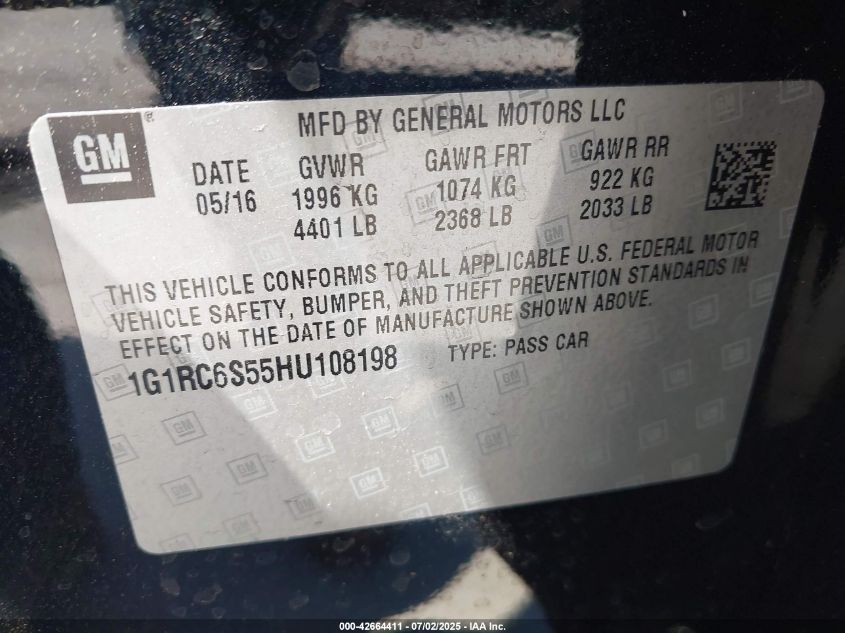 GM
MFD BY GENERAL MOTORS LLC
DATE GVWR GAWR FRT GAWR RR
05/16 1996 KG 1074 KG 922 KG
4401 LB 2368 LB 2033 LB
THIS VEHICLE CONFORMS TO ALL APPLICABLE U.S. FEDERAL MOTOR
VEHICLE SAFETY, BUMPER, AND THEFT PREVENTION STANDARDS IN
EFFECT ON THE DATE OF MANUFACTURE SHOWN ABOVE.
1G1RC6S55HU108198 TYPE: PASS CAR
000-42664411 - 07/02/2025 - IAA Inc.